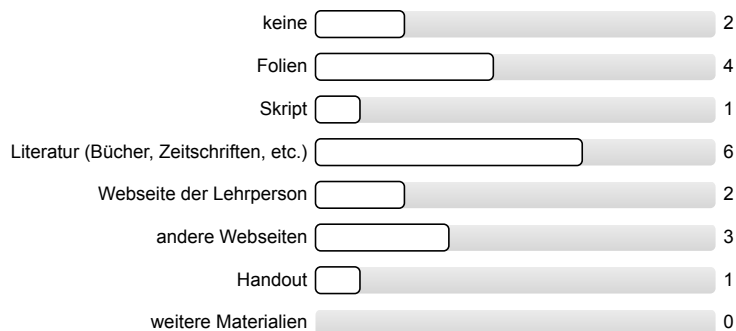 keine 2
Folien 4
Skript 1
Literatur (Bücher, Zeitschriften, etc.) 6
Webseite der Lehrperson 2
andere Webseiten 3
Handout 1
weitere Materialien 0